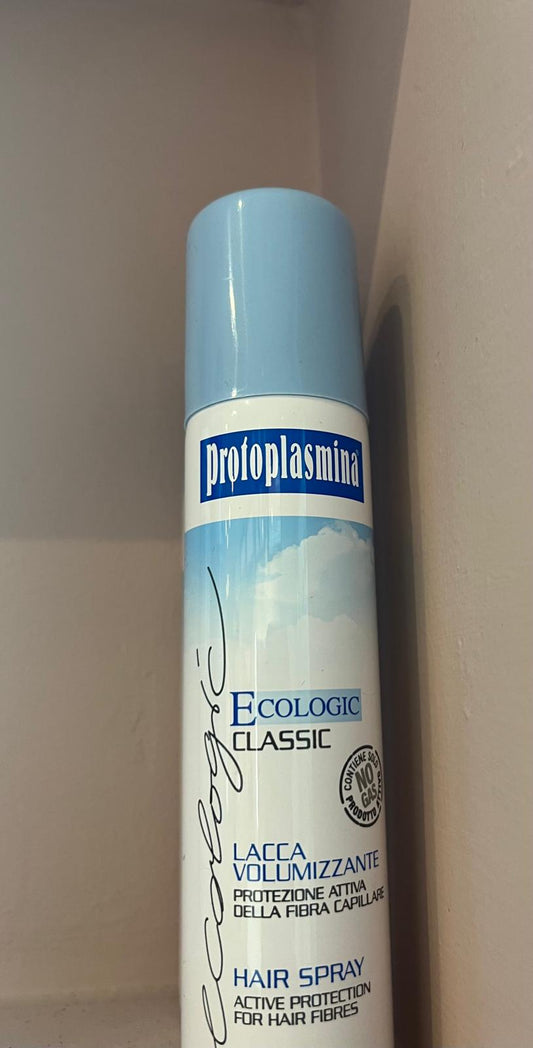 Protoplasmina
ecologic
ECOLOGIC
CLASSIC
CONTIENE SOLO
NO
GAS
PRODOTTO ATTIVO
LACCA
VOLUMIZZANTE
PROTEZIONE ATTIVA
DELLA FIBRA CAPILLARE
HAIR SPRAY
ACTIVE PROTECTION
FOR HAIR FIBRES